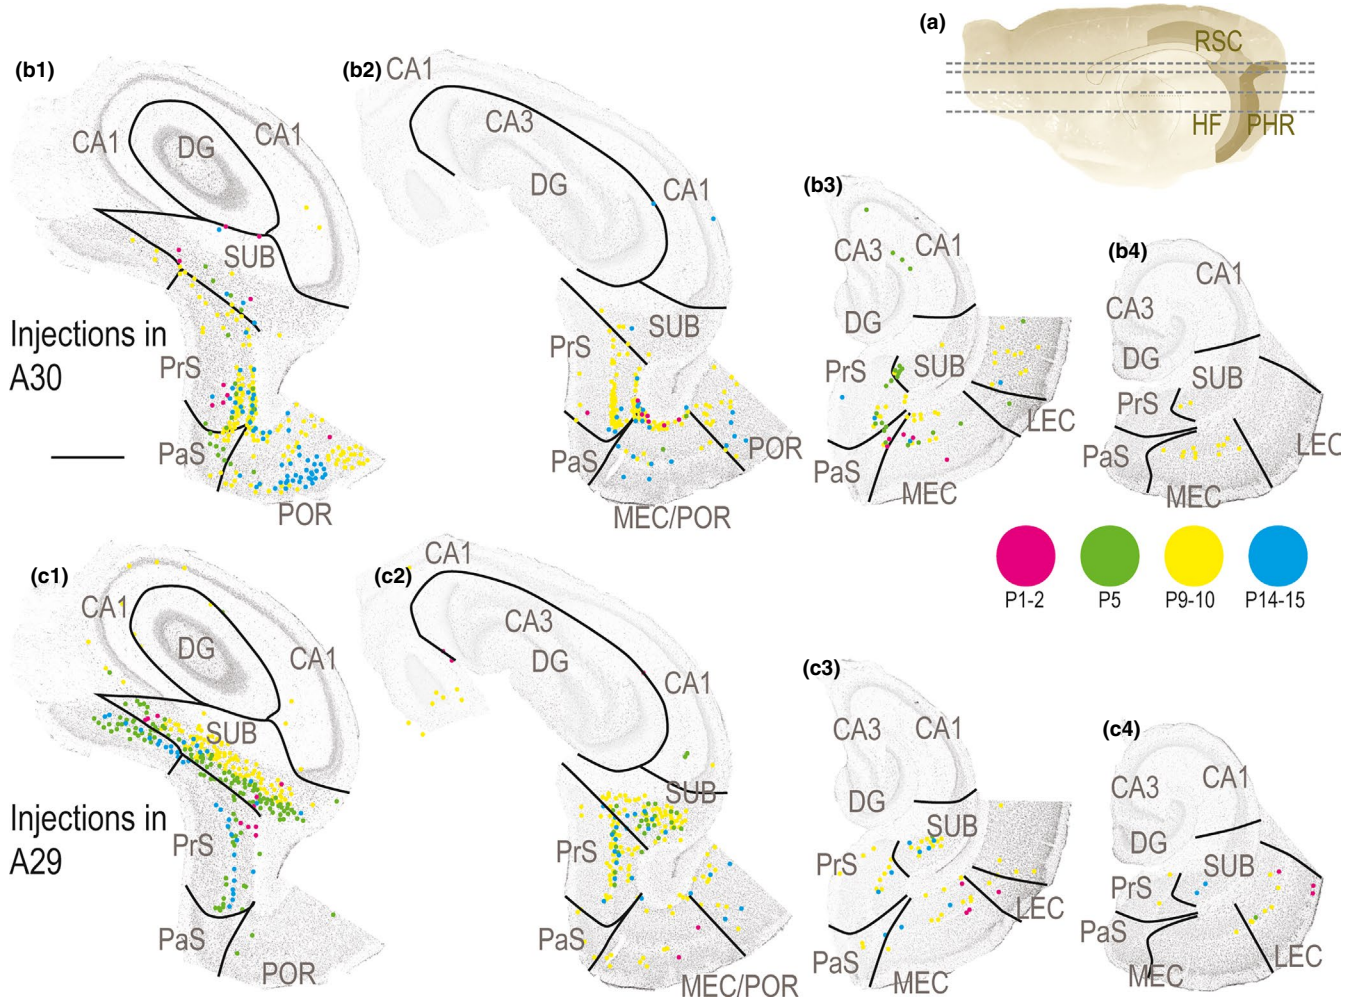 (a)
RSC
HF PHR
(b1)
CA1
DG
CA1
SUB
PrS
PaS
POR
(b2)
CA1
CA3
DG
CA1
SUB
PrS
PaS
POR
MEC/POR
(b3)
CA3
CA1
DG
PrS
SUB
LEC
PaS
MEC
(b4)
CA1
CA3
DG
SUB
PrS
LEC
PaS
MEC
Injections in
A30
P1-2 P5 P9-10 P14-15
(c1)
CA1
DG
CA1
SUB
PrS
PaS
POR
(c2)
CA1
CA3
DG
CA1
SUB
PrS
PaS
MEC/POR
(c3)
CA3
CA1
DG
SUB
PrS
LEC
PaS
MEC
(c4)
CA3
CA1
DG
SUB
PrS
PaS
LEC
MEC
Injections in
A29